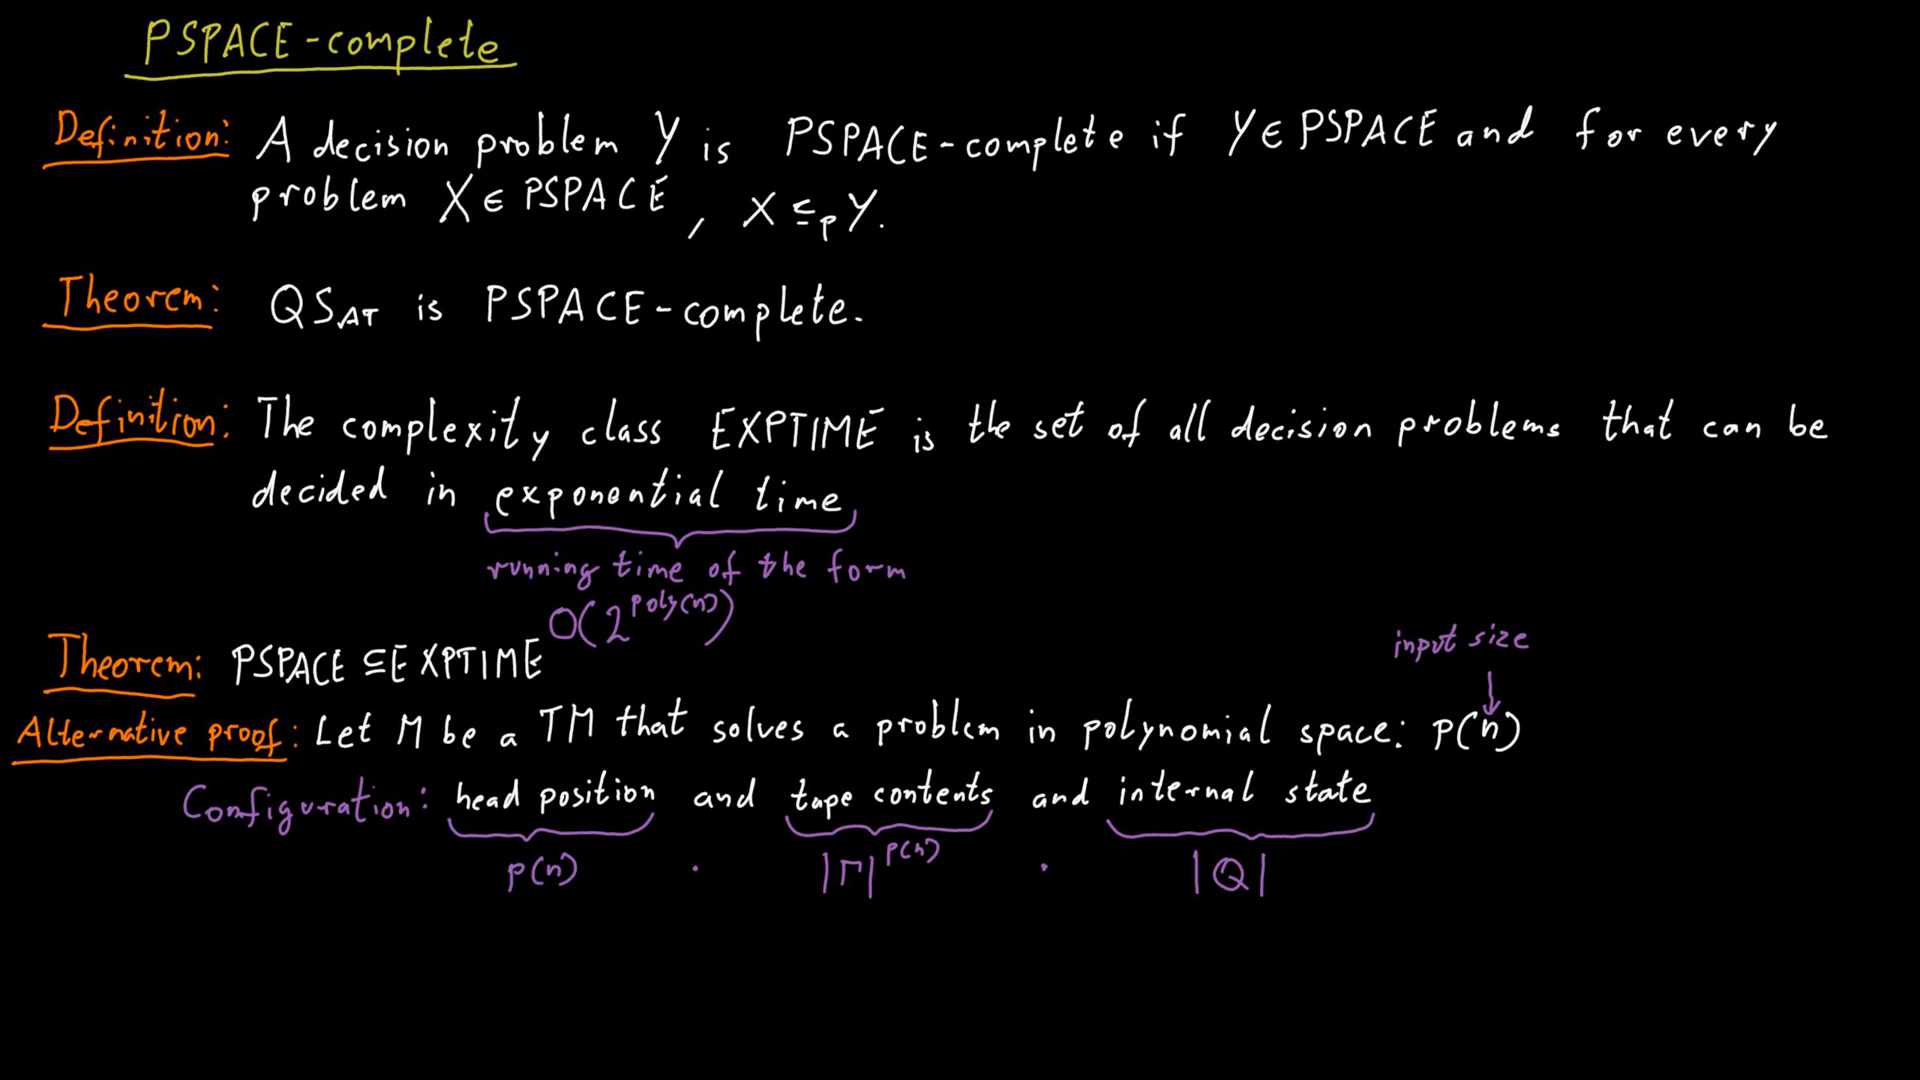 PSPACE-complete
Definition: A decision problem Y is PSPACE-complete if Y ∈ PSPACE and for every
problem X ∈ PSPACE, X ≤p Y.
Theorem: QSAT is PSPACE-complete.
Definition: The complexity class EXPTIME is the set of all decision problems that can be
decided in exponential time
running time of the form
O(2^poly(n))
Theorem: PSPACE ⊆ EXPTIME
input size
↓
Alternative proof: Let M be a TM that solves a problem in polynomial space: p(n)
Configuration: head position and tape contents and internal state
p(n) · |Γ|^p(n) · |Q|